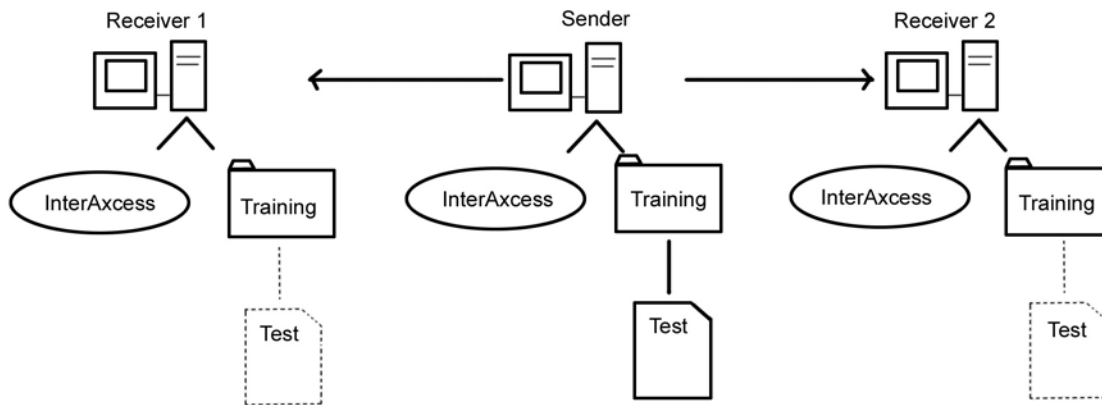 Receiver 1
Sender
Receiver 2
InterAxcess
Training
InterAxcess
Training
InterAxcess
Training
Test
Test
Test